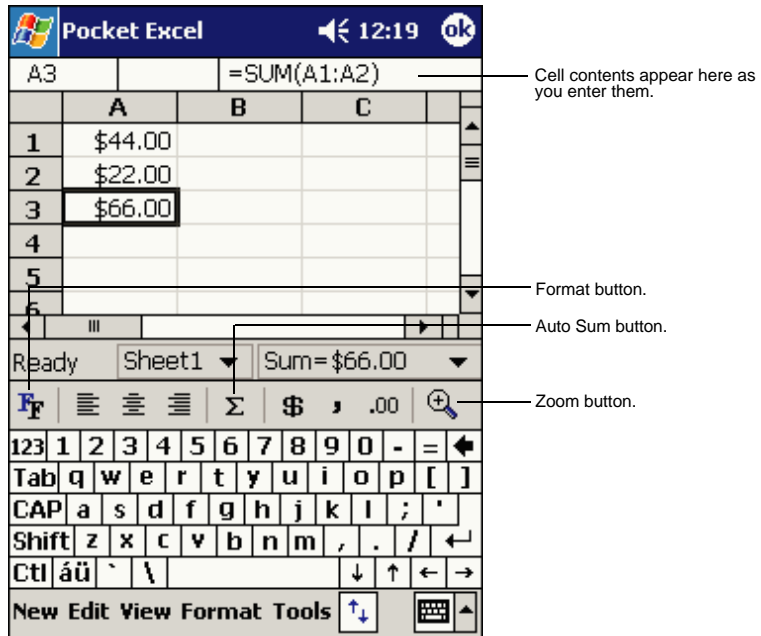 Pocket Excel 12:19 ok
A3 =SUM(A1:A2)
Cell contents appear here as
you enter them.
A B C
1 $44.00
2 $22.00
3 $66.00
4
5
6
Format button.
Auto Sum button.
Ready Sheet1 Sum=$66.00
FF Σ $ , .00
Zoom button.
123 1 2 3 4 5 6 7 8 9 0 - =
Tab q w e r t y u i o p [ ]
CAP a s d f g h j k l ; '
Shift z x c v b n m , . /
Ctl áü ` \ ↓ ↑ ← →
New Edit View Format Tools